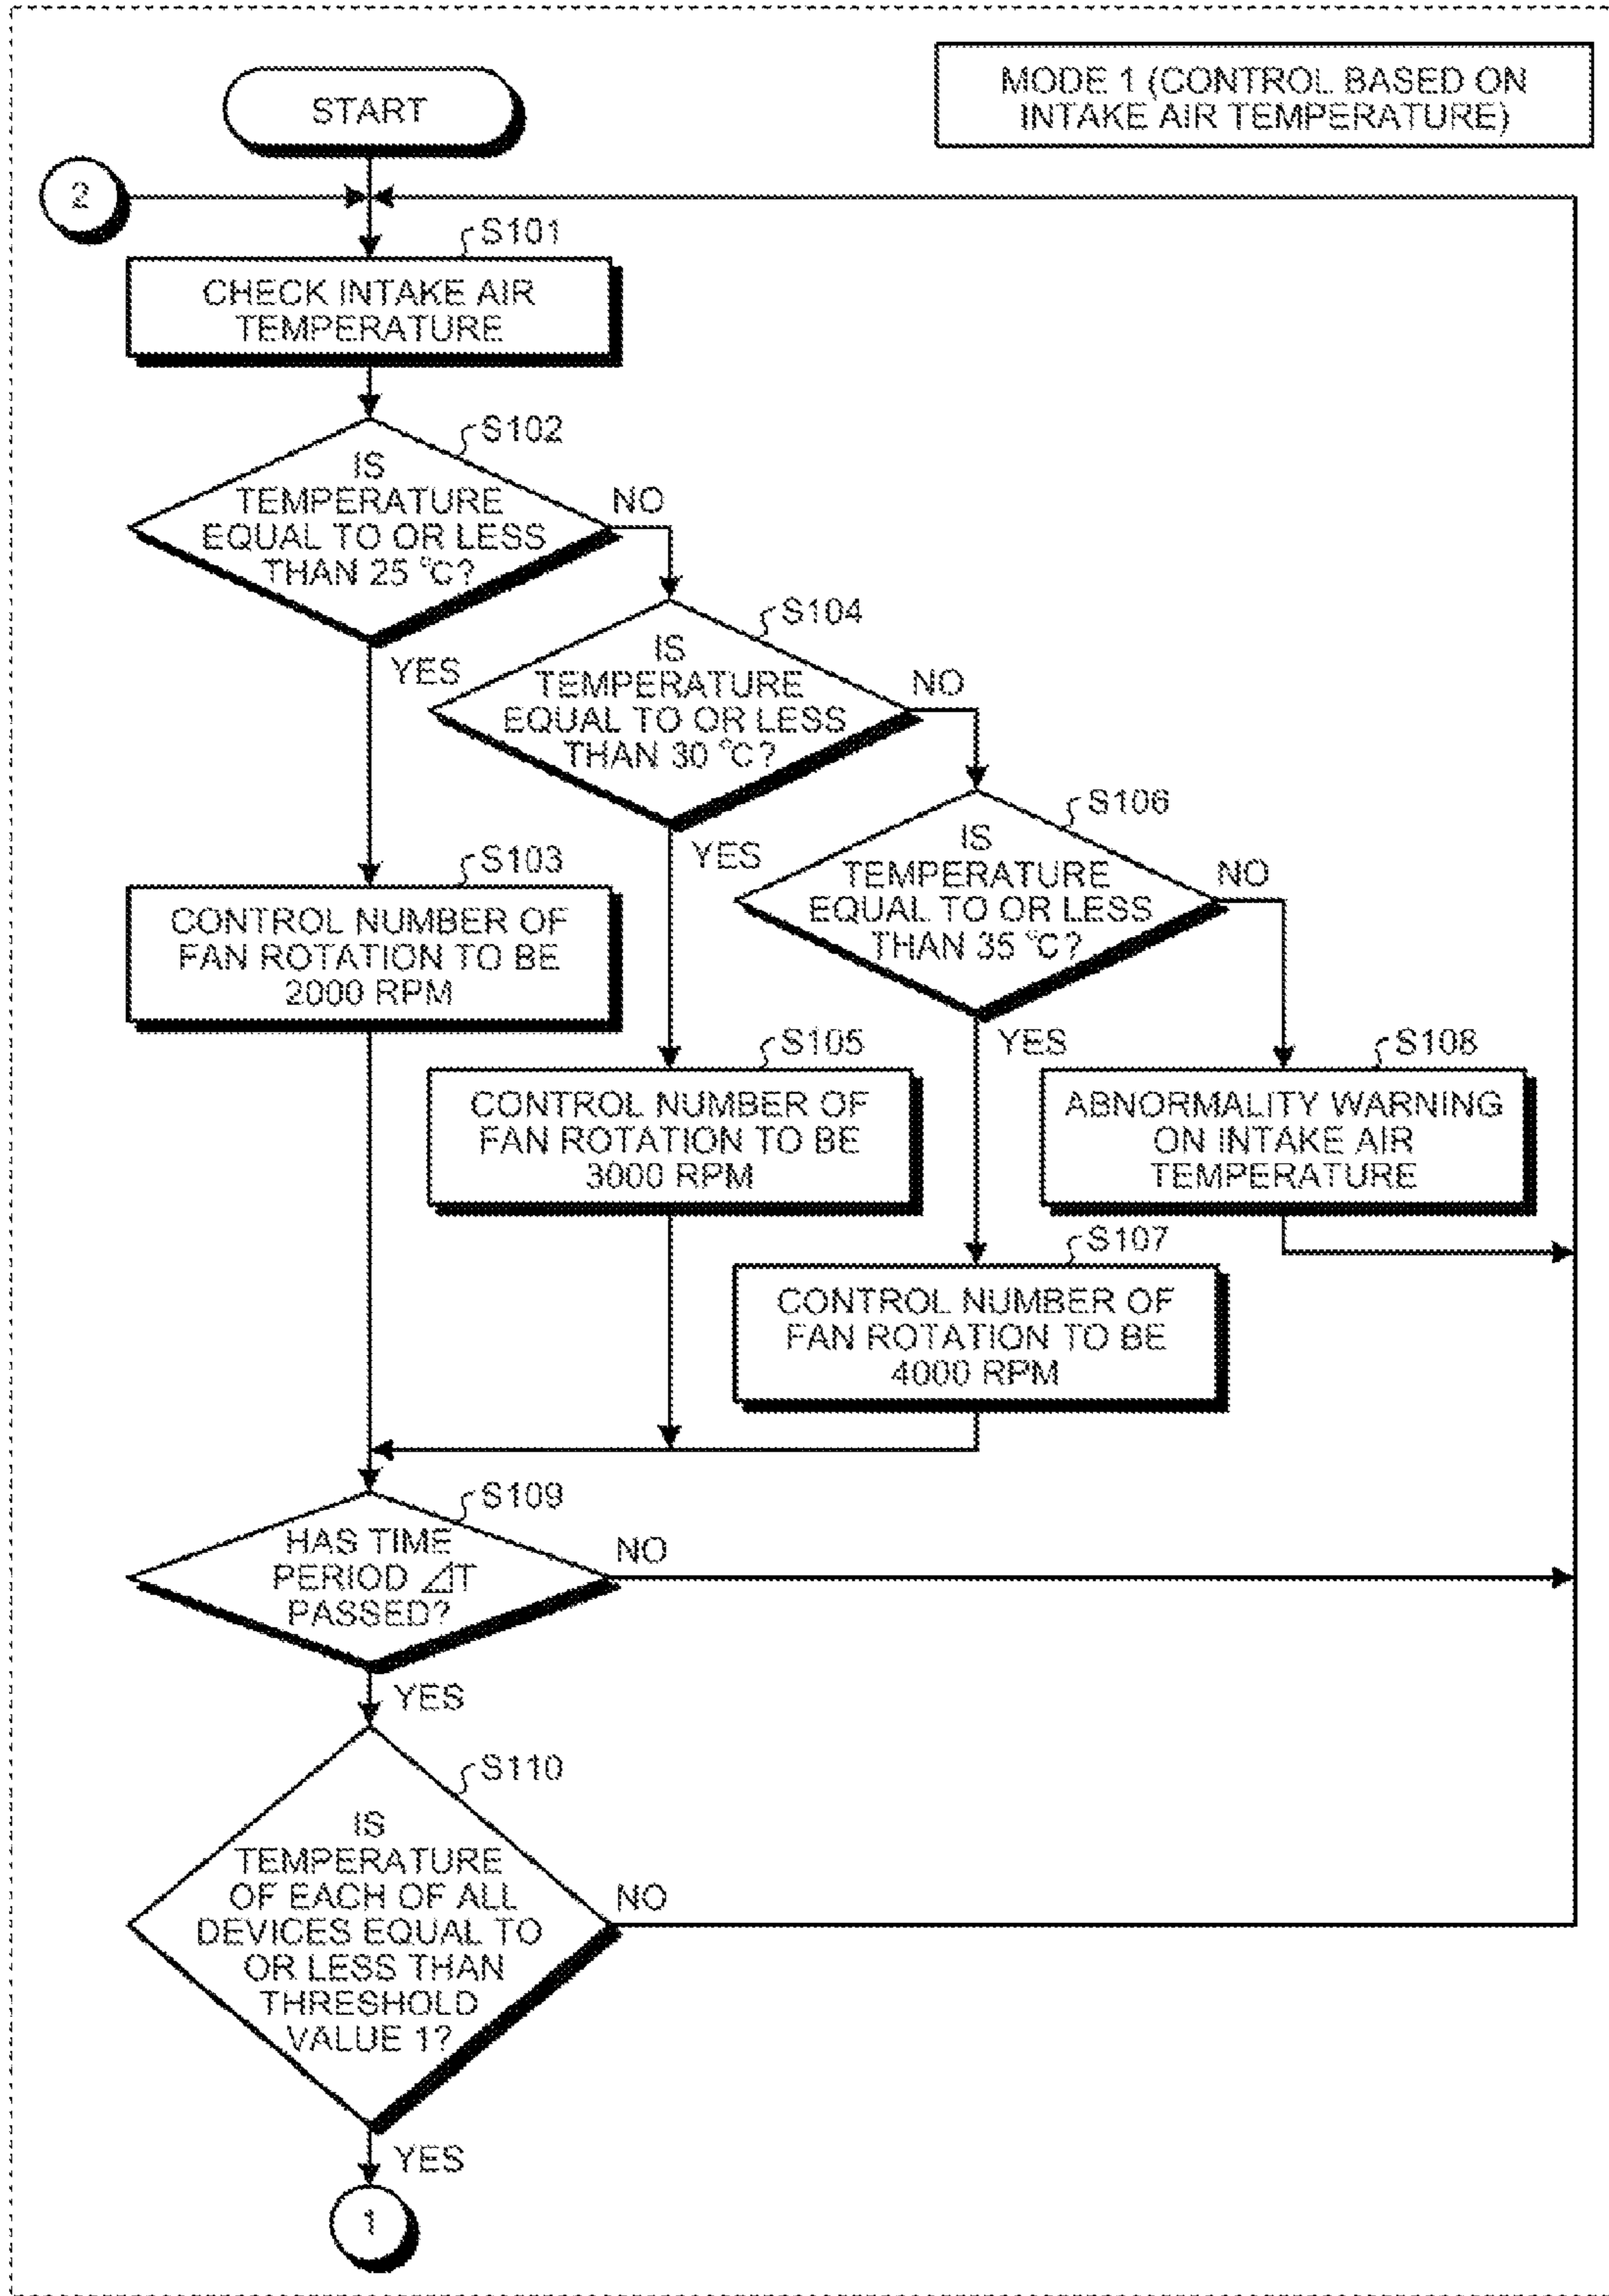 MODE 1 (CONTROL BASED ON
INTAKE AIR TEMPERATURE)
START
2
S101
CHECK INTAKE AIR
TEMPERATURE
S102
IS
TEMPERATURE
EQUAL TO OR LESS
THAN 25 °C?
NO
YES
S104
IS
TEMPERATURE
EQUAL TO OR LESS
THAN 30 °C?
NO
YES
S106
IS
TEMPERATURE
EQUAL TO OR LESS
THAN 35 °C?
NO
YES
S103
CONTROL NUMBER OF
FAN ROTATION TO BE
2000 RPM
S105
CONTROL NUMBER OF
FAN ROTATION TO BE
3000 RPM
S108
ABNORMALITY WARNING
ON INTAKE AIR
TEMPERATURE
S107
CONTROL NUMBER OF
FAN ROTATION TO BE
4000 RPM
S109
HAS TIME
PERIOD ⊿T
PASSED?
NO
YES
S110
IS
TEMPERATURE
OF EACH OF ALL
DEVICES EQUAL TO
OR LESS THAN
THRESHOLD
VALUE 1?
NO
YES
1